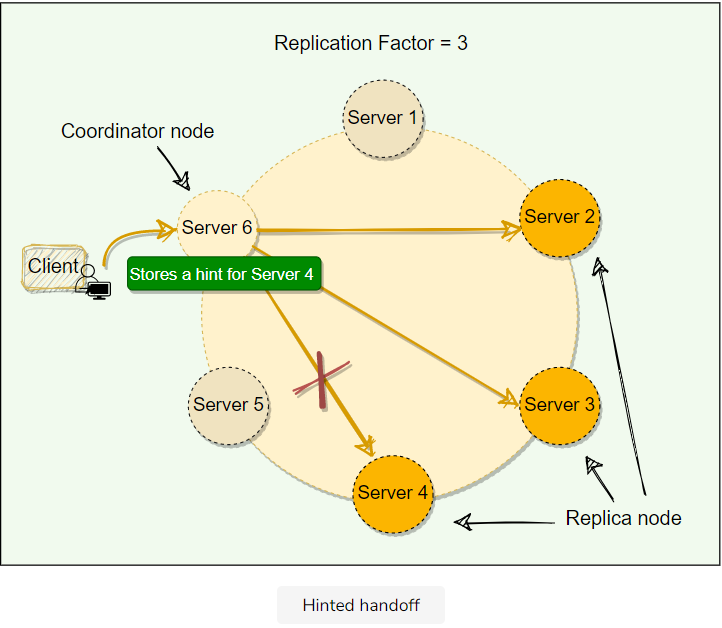 Replication Factor = 3
Server 1
Coordinator node
Server 6
Server 2
Client
Stores a hint for Server 4
Server 5
Server 3
Server 4
Replica node
Hinted handoff